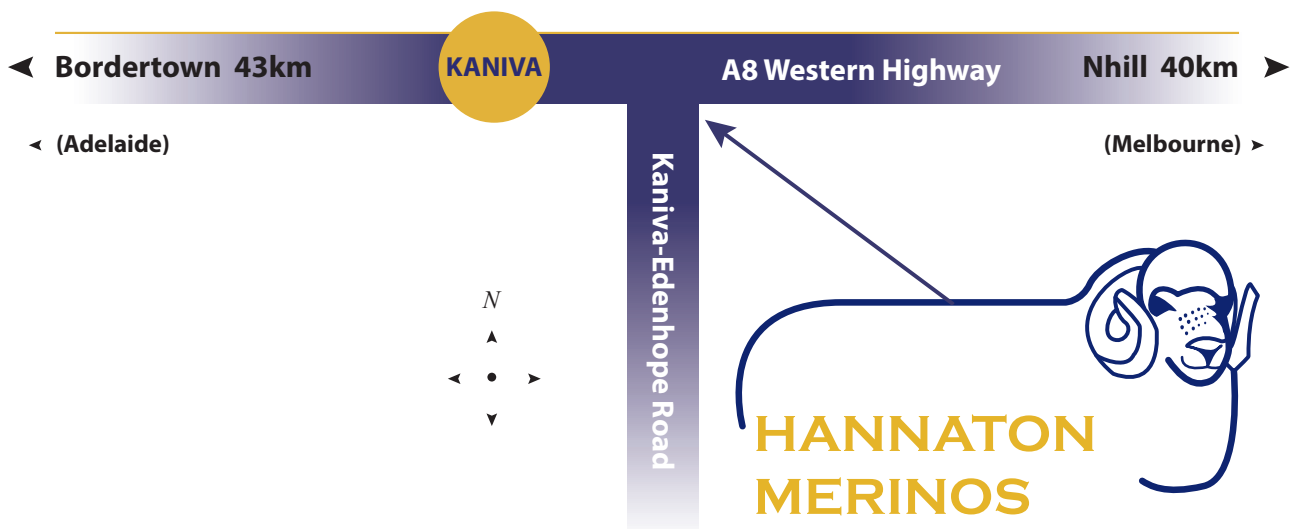 Bordertown 43km
KANIVA
A8 Western Highway
Nhill 40km
(Adelaide)
(Melbourne)
Kaniva-Edenhope Road
N
HANNATON
MERINOS